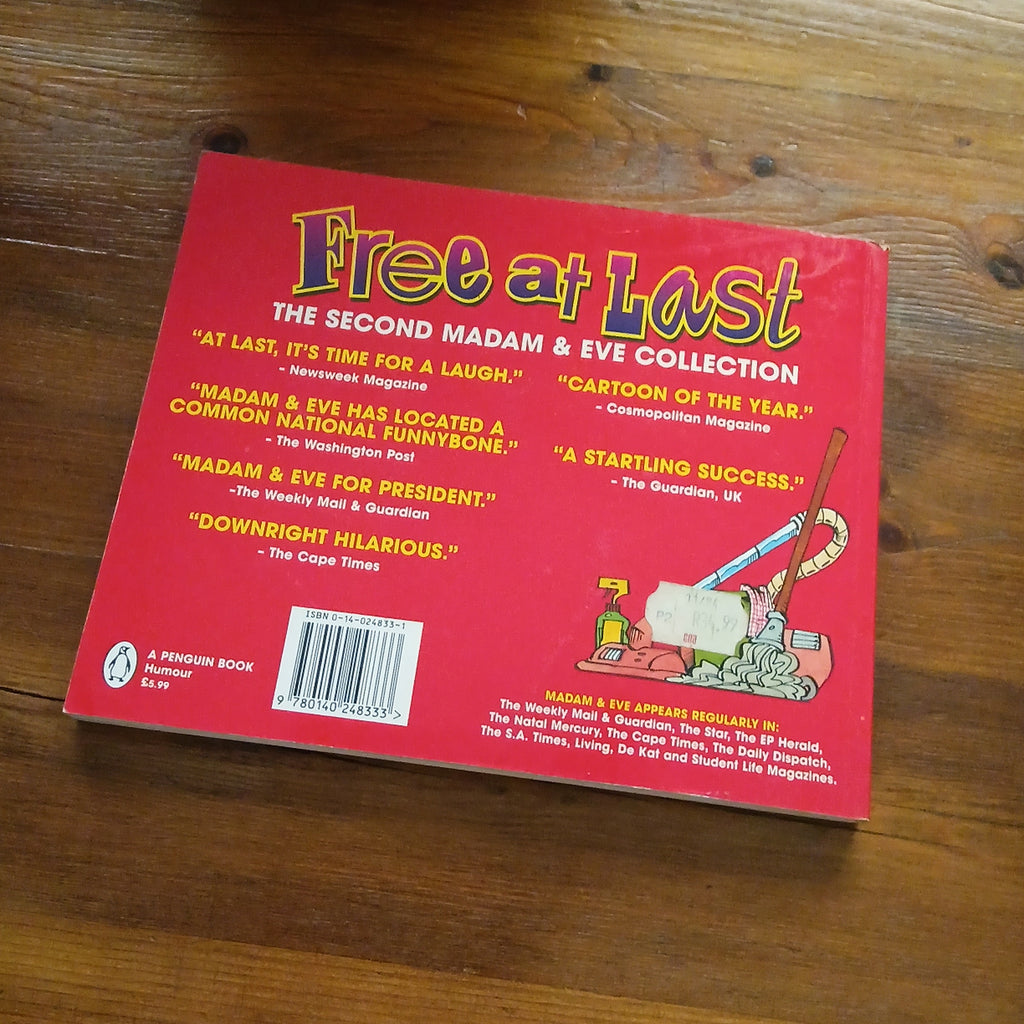 Free at Last
THE SECOND MADAM & EVE COLLECTION
“AT LAST, IT’S TIME FOR A LAUGH.”
– Newsweek Magazine
“MADAM & EVE HAS LOCATED A
COMMON NATIONAL FUNNYBONE.”
– The Washington Post
“MADAM & EVE FOR PRESIDENT.”
–The Weekly Mail & Guardian
“DOWNRIGHT HILARIOUS.”
– The Cape Times
“CARTOON OF THE YEAR.”
– Cosmopolitan Magazine
“A STARTLING SUCCESS.”
– The Guardian, UK
A PENGUIN BOOK
Humour
£5.99
ISBN 0-14-024833-1
9 780140 248333 >
MADAM & EVE APPEARS REGULARLY IN:
The Weekly Mail & Guardian, The Star, The EP Herald,
The Natal Mercury, The Cape Times, The Daily Dispatch,
The S.A. Times, Living, De Kat and Student Life Magazines.